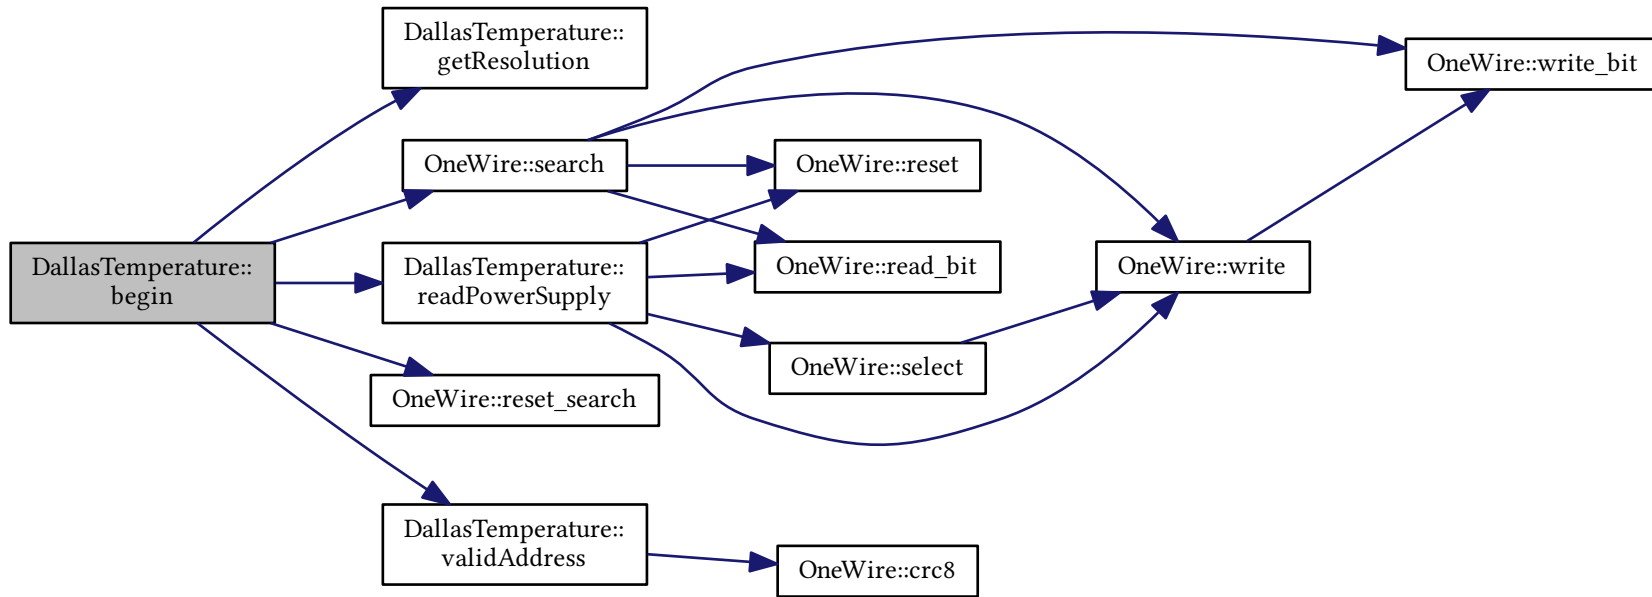 DallasTemperature::
begin
DallasTemperature::
getResolution
OneWire::search
DallasTemperature::
readPowerSupply
OneWire::reset_search
DallasTemperature::
validAddress
OneWire::reset
OneWire::read_bit
OneWire::select
OneWire::crc8
OneWire::write
OneWire::write_bit